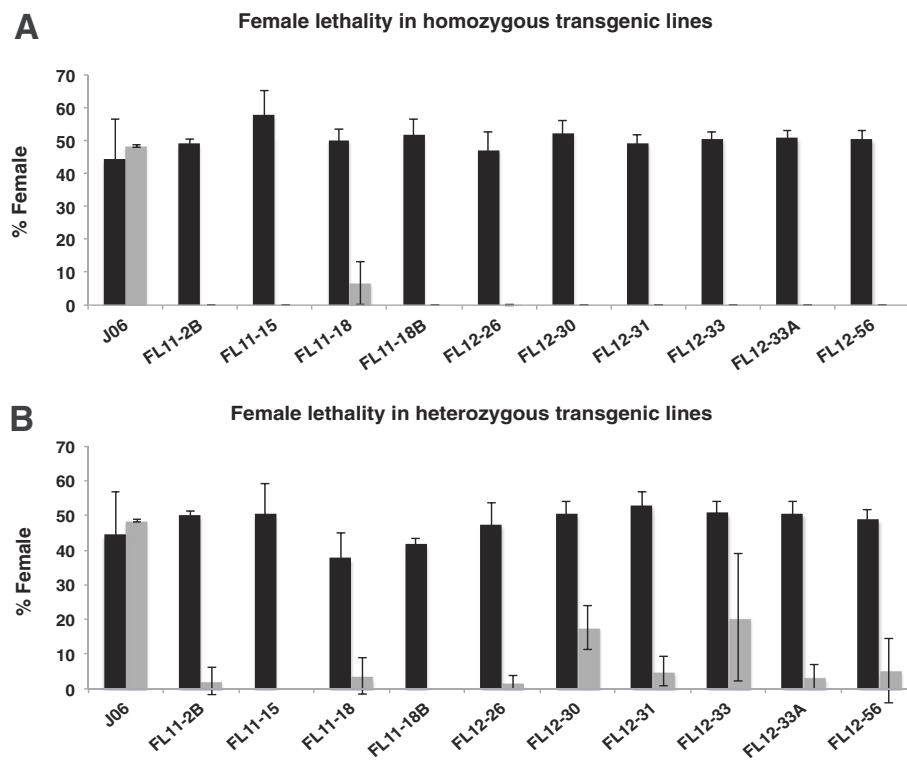 A
Female lethality in homozygous transgenic lines
70
60
50
40
30
20
10
0
% Female
J06
FL11-2B
FL11-15
FL11-18
FL11-18B
FL12-26
FL12-30
FL12-31
FL12-33
FL12-33A
FL12-56
B
Female lethality in heterozygous transgenic lines
70
60
50
40
30
20
10
0
% Female
J06
FL11-2B
FL11-15
FL11-18
FL11-18B
FL12-26
FL12-30
FL12-31
FL12-33
FL12-33A
FL12-56